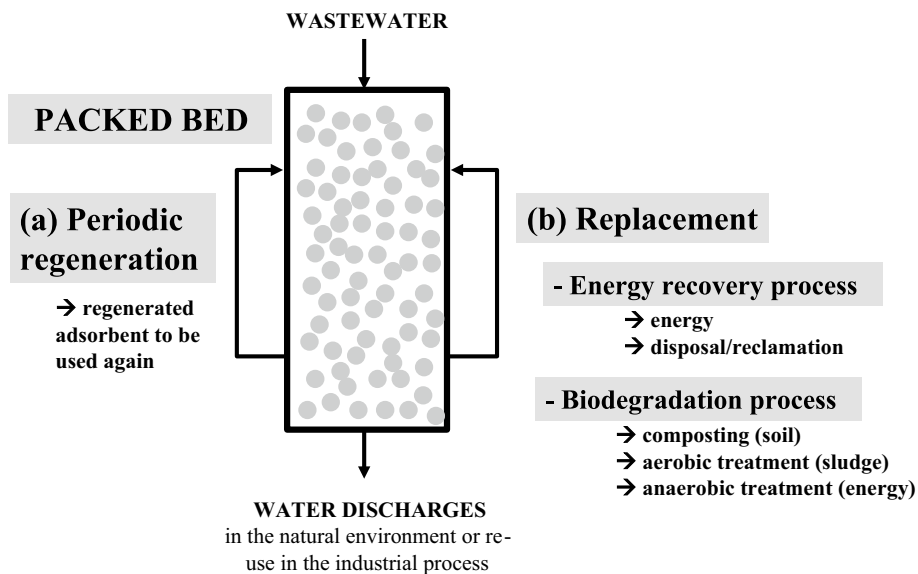 WASTEWATER
PACKED BED
(a) Periodic
regeneration
→ regenerated
adsorbent to be
used again
(b) Replacement
- Energy recovery process
→ energy
→ disposal/reclamation
- Biodegradation process
→ composting (soil)
→ aerobic treatment (sludge)
→ anaerobic treatment (energy)
WATER DISCHARGES
in the natural environment or re-
use in the industrial process